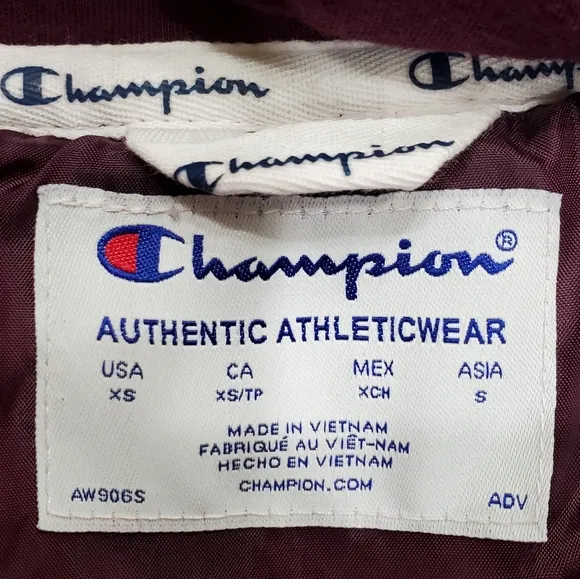 Champion Champ
Champion
Champion®
AUTHENTIC ATHLETICWEAR
USA CA MEX ASIA
XS XS/TP XCH S
MADE IN VIETNAM
FABRIQUÉ AU VIÊT-NAM
HECHO EN VIETNAM
CHAMPION.COM
AW906S ADV